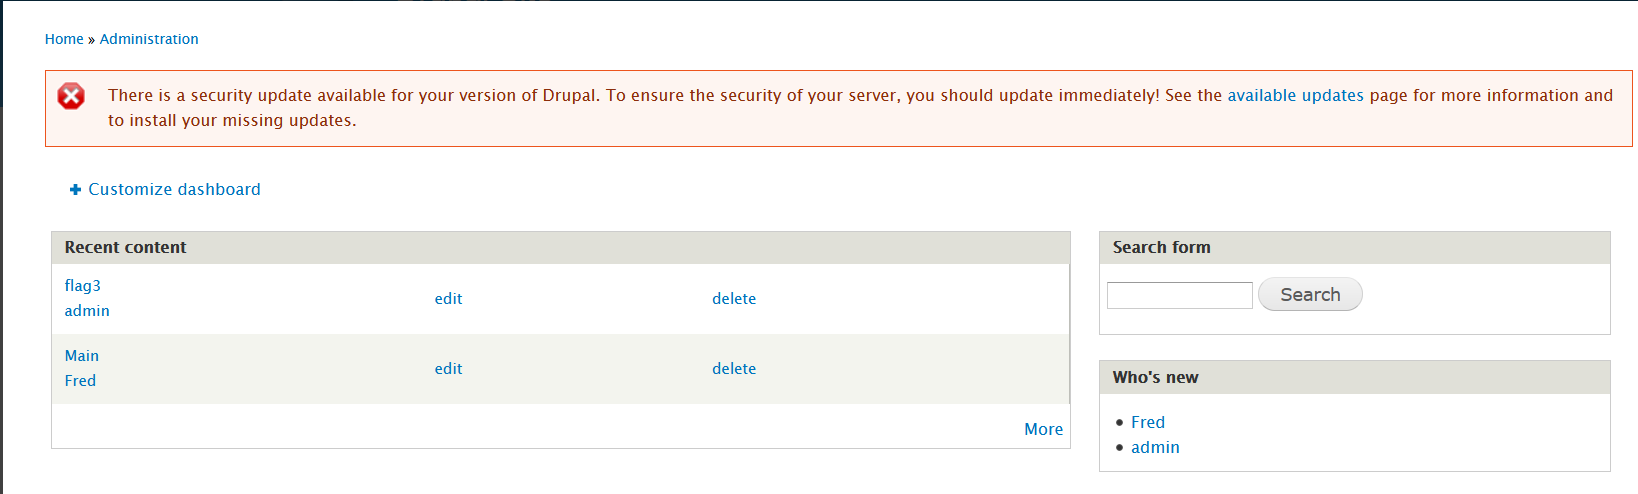 Home » Administration
There is a security update available for your version of Drupal. To ensure the security of your server, you should update immediately! See the available updates page for more information and
to install your missing updates.
Customize dashboard
Recent content
flag3
admin
edit
delete
Main
Fred
edit
delete
More
Search form
Search
Who's new
Fred
admin